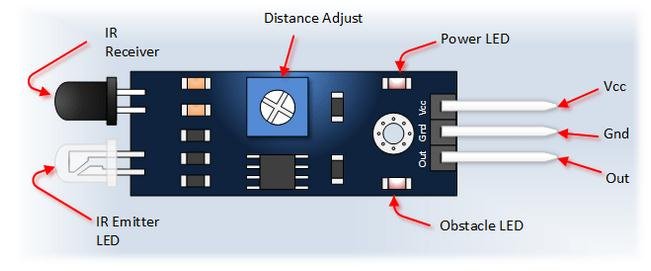 IR
Receiver
Distance Adjust
Power LED
Vcc
Gnd
Out
Vcc
Gnd
Out
IR Emitter
LED
Obstacle LED